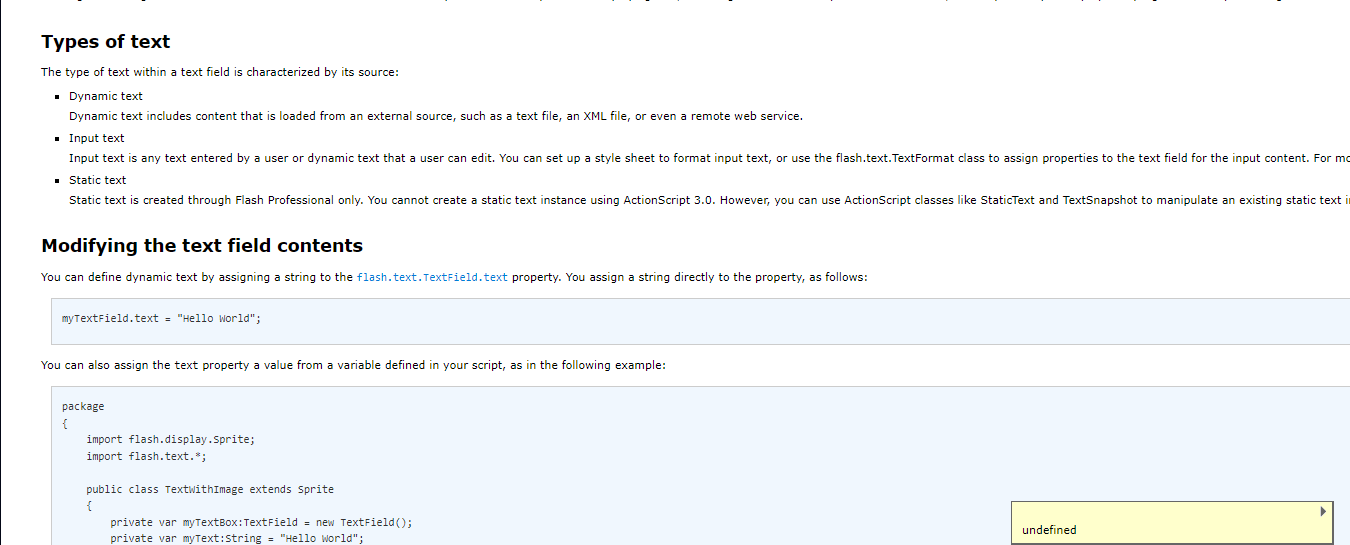 Types of text
The type of text within a text field is characterized by its source:
Dynamic text
Dynamic text includes content that is loaded from an external source, such as a text file, an XML file, or even a remote web service.
Input text
Input text is any text entered by a user or dynamic text that a user can edit. You can set up a style sheet to format input text, or use the flash.text.TextFormat class to assign properties to the text field for the input content. For
Static text
Static text is created through Flash Professional only. You cannot create a static text instance using ActionScript 3.0. However, you can use ActionScript classes like StaticText and TextSnapshot to manipulate an existing static text
Modifying the text field contents
You can define dynamic text by assigning a string to the flash.text.TextField.text property. You assign a string directly to the property, as follows:
myTextField.text = "Hello World";
You can also assign the text property a value from a variable defined in your script, as in the following example:
package
{
import flash.display.Sprite;
import flash.text.*;
public class TextWithImage extends Sprite
{
private var myTextBox:TextField = new TextField();
private var myText:String = "Hello World";
undefined